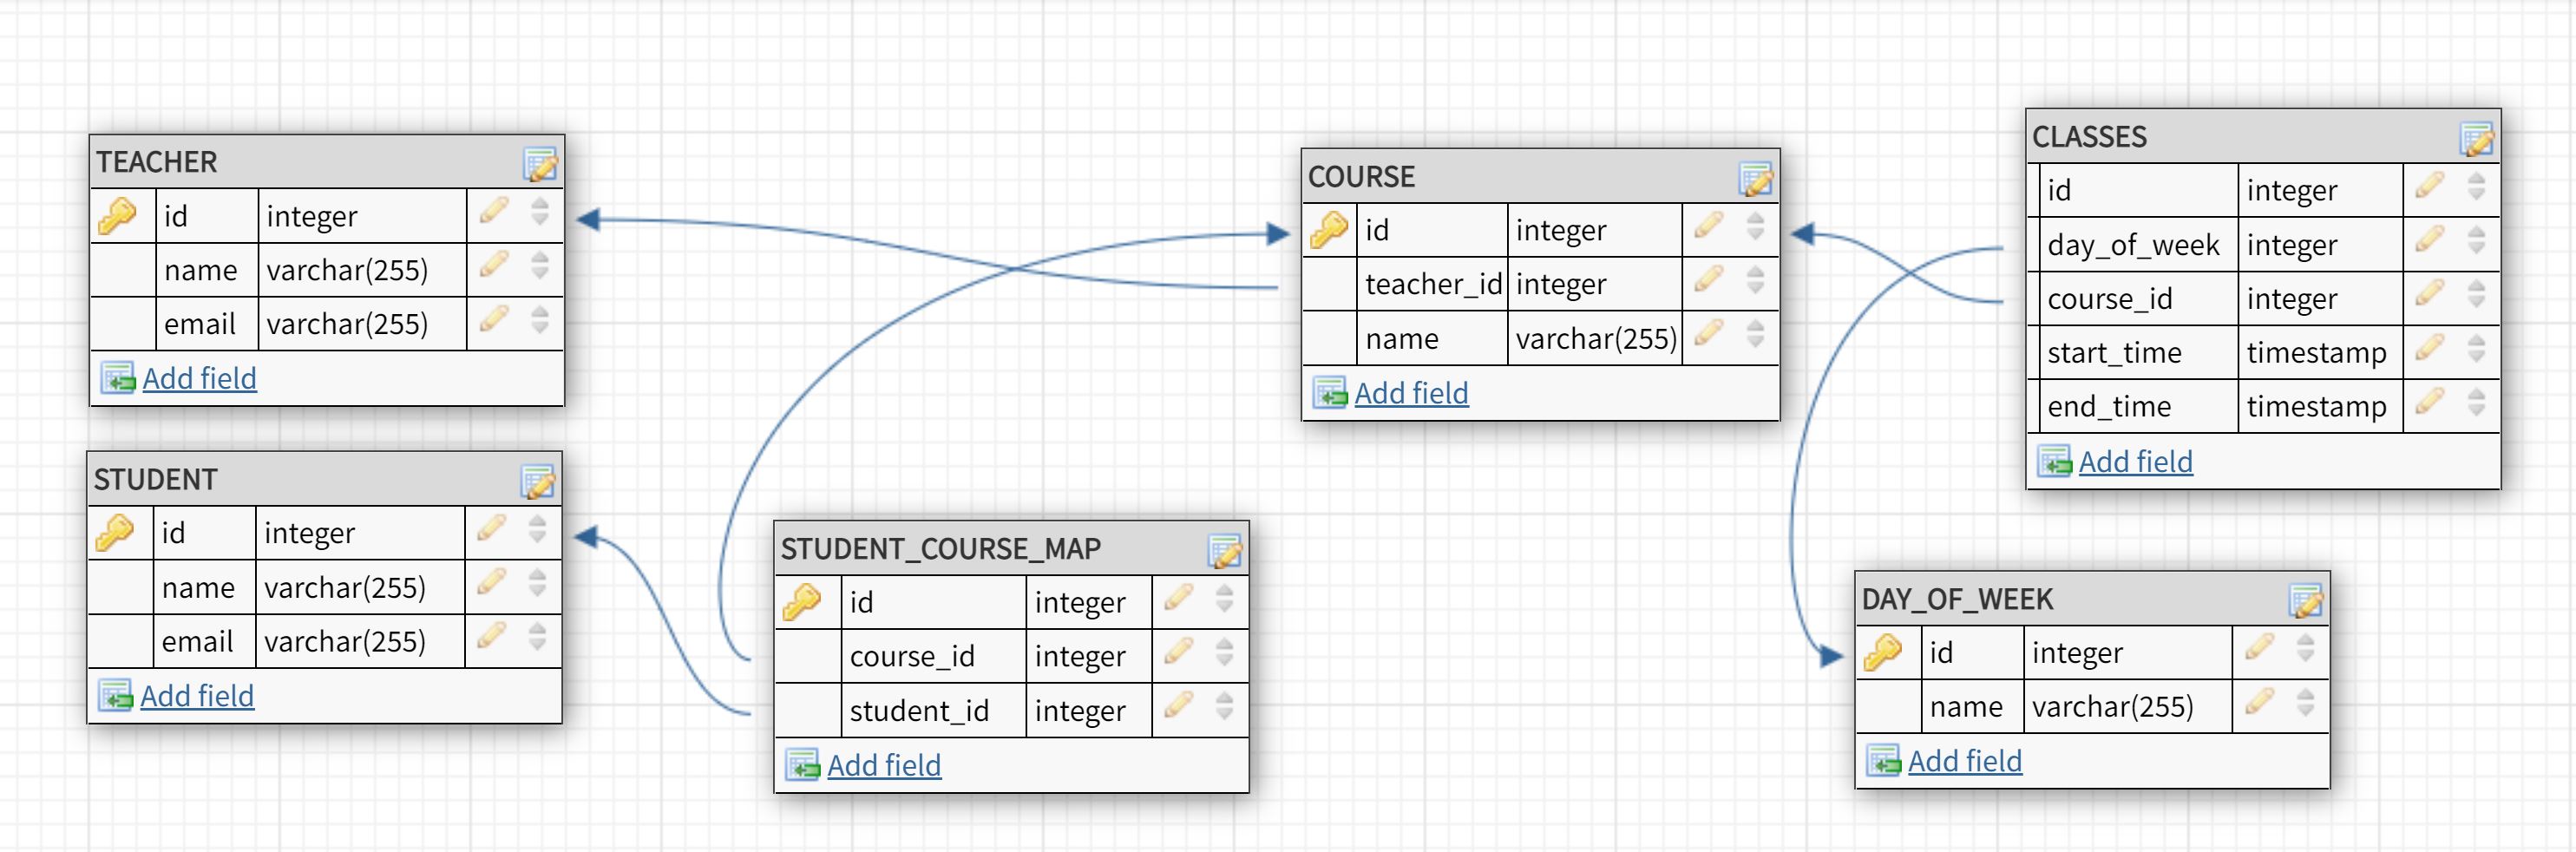 TEACHER
id integer
name varchar(255)
email varchar(255)
Add field
STUDENT
id integer
name varchar(255)
email varchar(255)
Add field
STUDENT_COURSE_MAP
id integer
course_id integer
student_id integer
Add field
COURSE
id integer
teacher_id integer
name varchar(255)
Add field
CLASSES
id integer
day_of_week integer
course_id integer
start_time timestamp
end_time timestamp
Add field
DAY_OF_WEEK
id integer
name varchar(255)
Add field